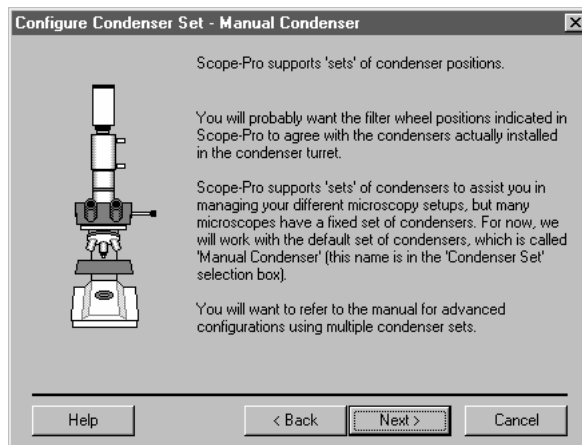 Configure Condenser Set - Manual Condenser
Scope-Pro supports 'sets' of condenser positions.
You will probably want the filter wheel positions indicated in
Scope-Pro to agree with the condensers actually installed
in the condenser turret.
Scope-Pro supports 'sets' of condensers to assist you in
managing your different microscopy setups, but many
microscopes have a fixed set of condensers. For now, we
will work with the default set of condensers, which is called
'Manual Condenser' (this name is in the 'Condenser Set'
selection box).
You will want to refer to the manual for advanced
configurations using multiple condenser sets.
Help
< Back
Next >
Cancel